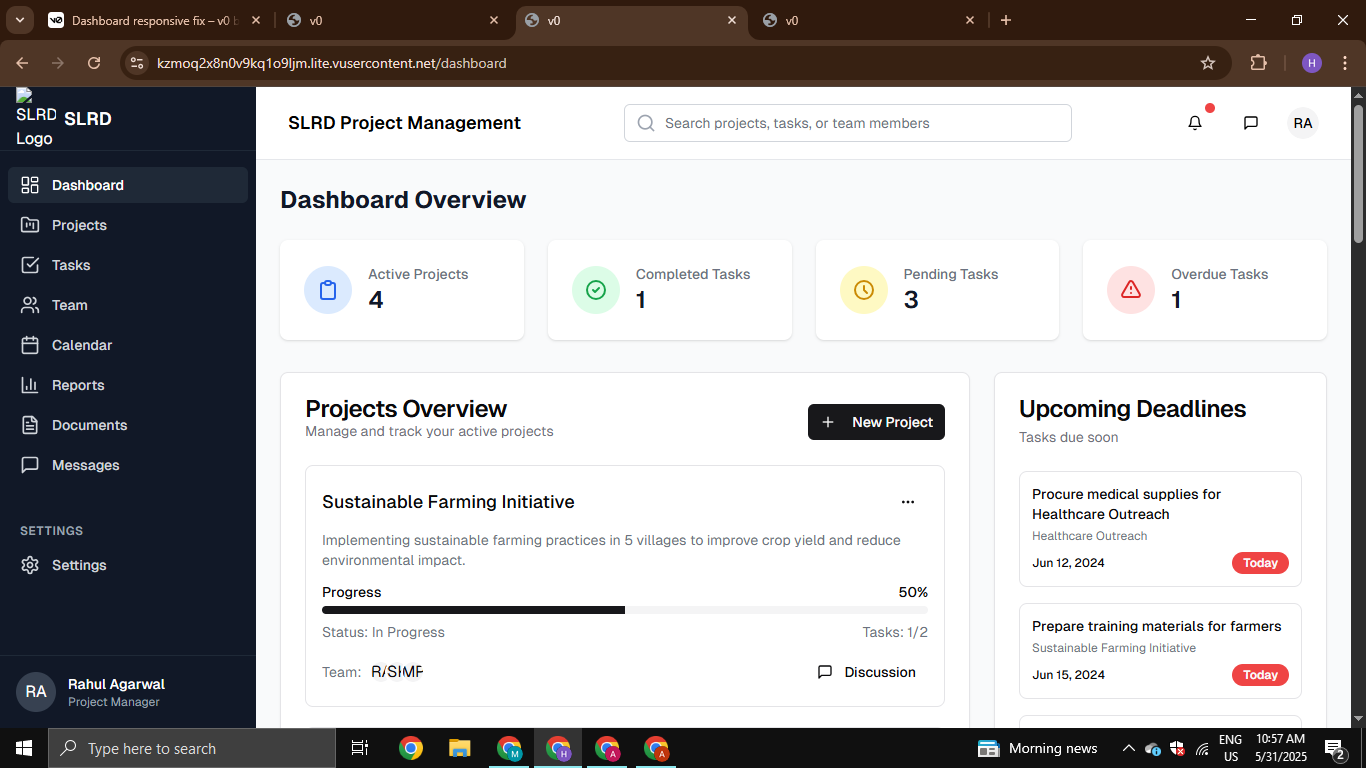 Dashboard responsive fix – v0 b
v0
v0
v0
kzmoq2x8n0v9kq1o9ljm.lite.vusercontent.net/dashboard
H
SLRD
Logo
SLRD
SLRD Project Management
Search projects, tasks, or team members
RA
Dashboard
Projects
Tasks
Team
Calendar
Reports
Documents
Messages
SETTINGS
Settings
RA
Rahul Agarwal
Project Manager
Dashboard Overview
Active Projects
4
Completed Tasks
1
Pending Tasks
3
Overdue Tasks
1
Projects Overview
Manage and track your active projects
New Project
Sustainable Farming Initiative
Implementing sustainable farming practices in 5 villages to improve crop yield and reduce
environmental impact.
Progress
50%
Status: In Progress
Tasks: 1/2
Team:
Discussion
Upcoming Deadlines
Tasks due soon
Procure medical supplies for
Healthcare Outreach
Healthcare Outreach
Jun 12, 2024
Today
Prepare training materials for farmers
Sustainable Farming Initiative
Jun 15, 2024
Today
Type here to search
M
H
A
A
Morning news
ENG
US
10:57 AM
5/31/2025
2